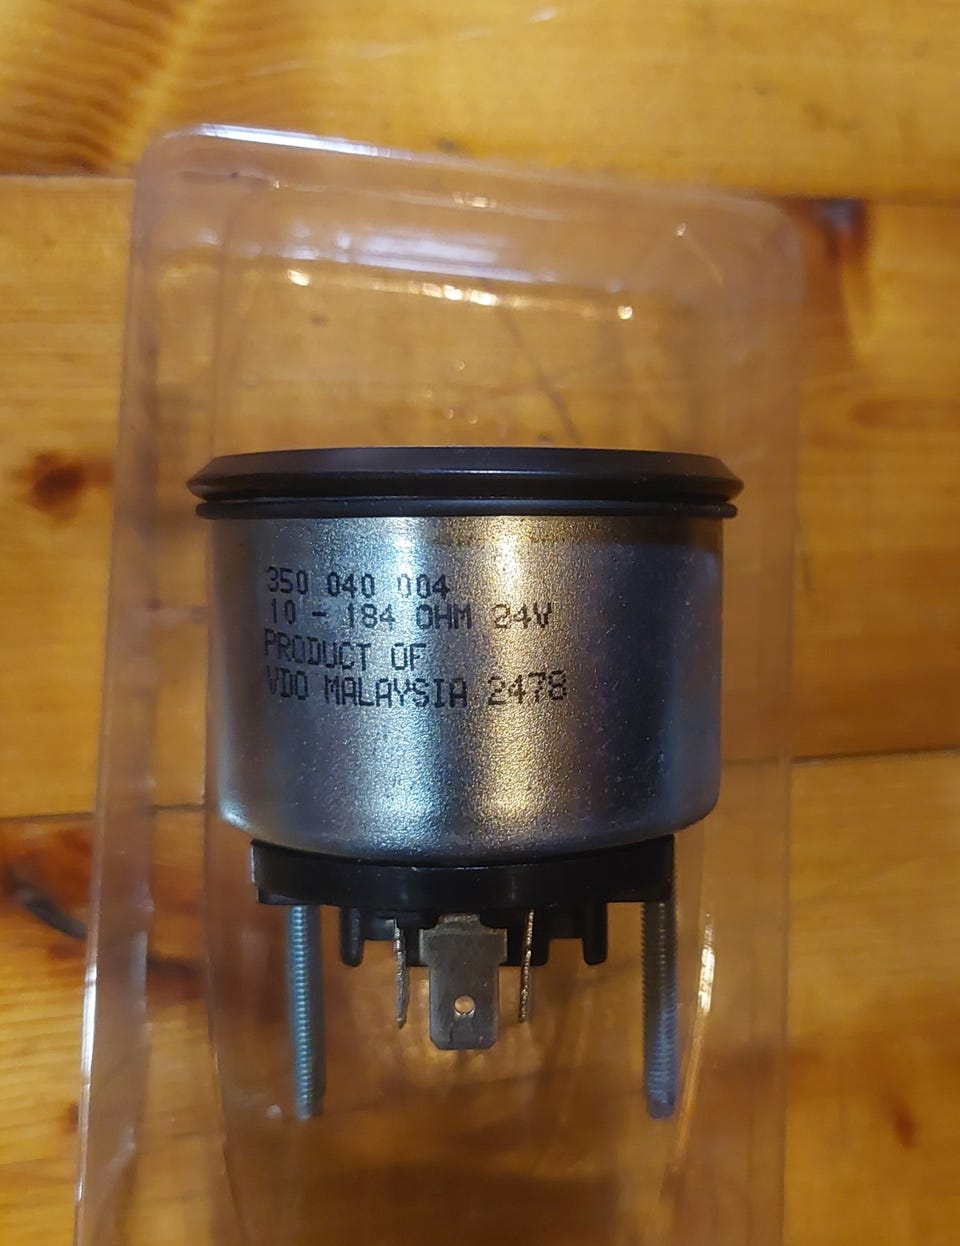 350 040 004
10 - 184 OHM 24V
PRODUCT OF
VDO MALAYSIA 2478